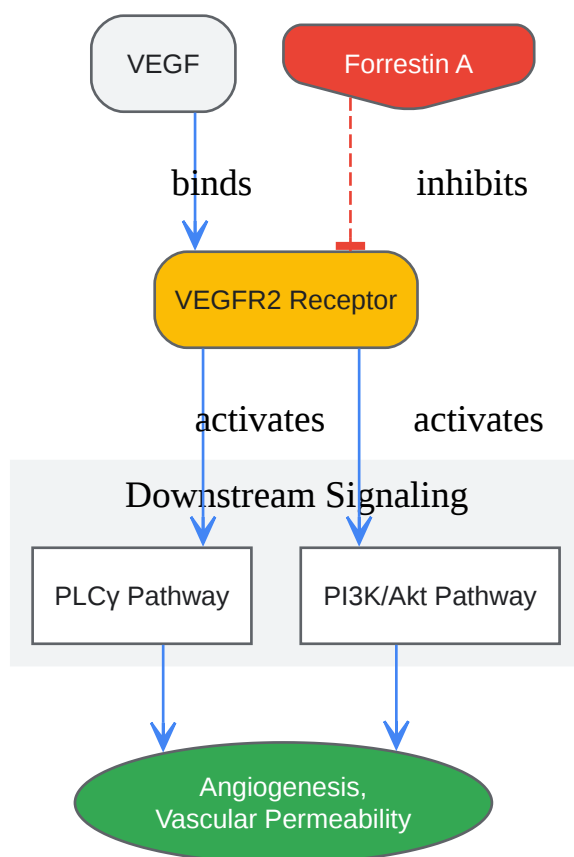 VEGF
Forrestin A
binds
inhibits
VEGFR2 Receptor
activates
activates
Downstream Signaling
PLCγ Pathway
PI3K/Akt Pathway
Angiogenesis,
Vascular Permeability